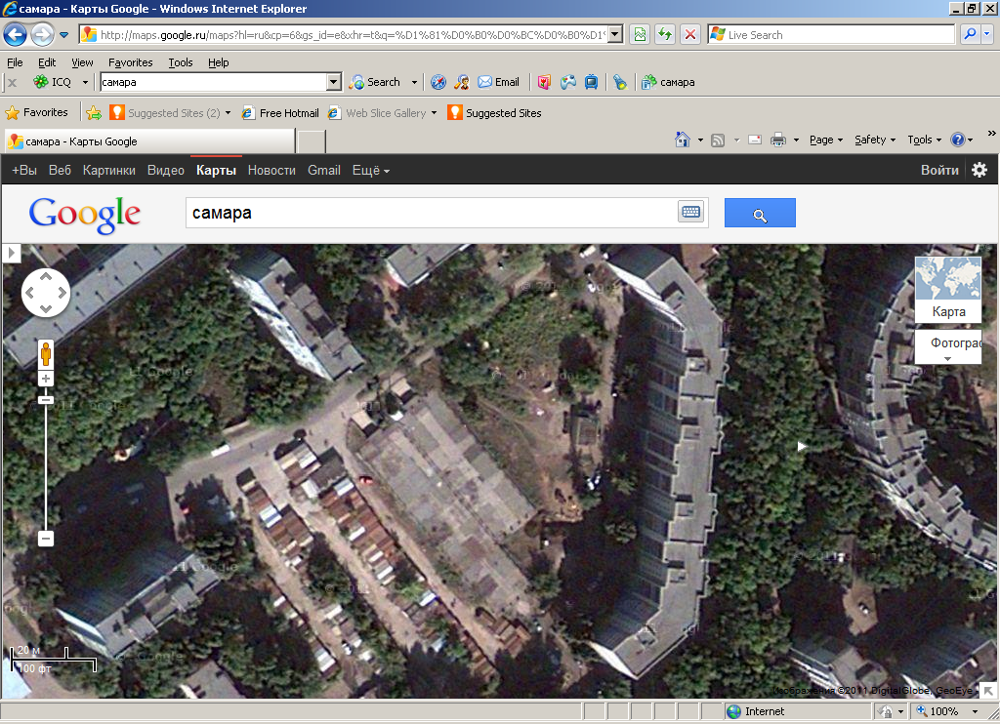 самара - Карты Google - Windows Internet Explorer
http://maps.google.ru/maps?hl=ru&cp=6&gs_id=e&xhr=t&q=%D1%81%D0%B0%D0%BC%D0%B0%D1% Live Search
File Edit View Favorites Tools Help
ICQ самара Search Email самара
Favorites Suggested Sites (2) Free Hotmail Web Slice Gallery Suggested Sites
самара - Карты Google Page Safety Tools »
+Вы Веб Картинки Видео Карты Новости Gmail Ещё Войти
Google самара
Карта
Фотограф
20 м
100 фт
Изображения ©2011 DigitalGlobe, GeoEye
Internet 100%